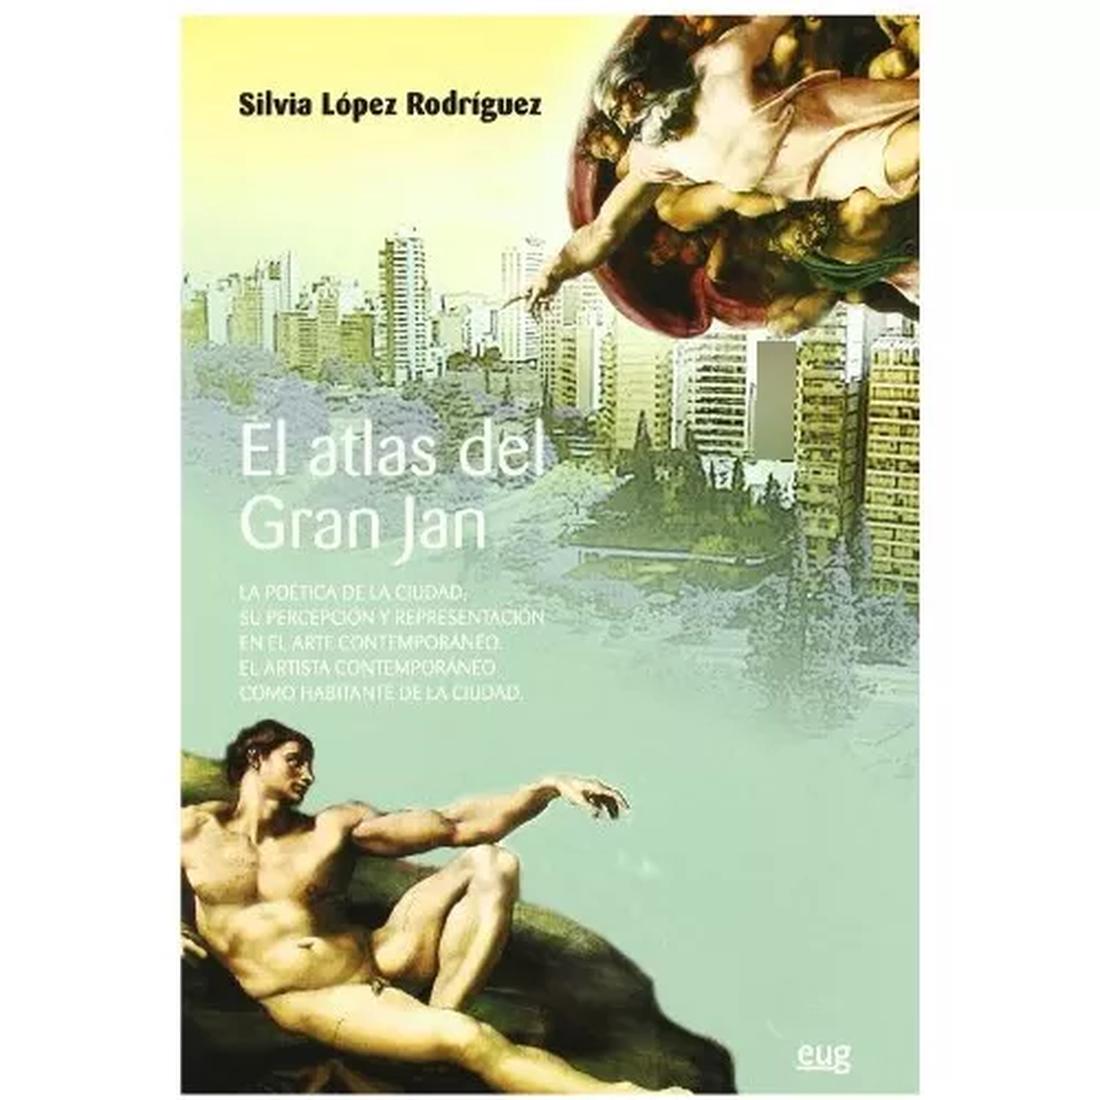 Silvia López Rodríguez
El atlas del
Gran Jan
LA POÉTICA DE LA CIUDAD,
SU PERCEPCIÓN Y REPRESENTACIÓN
EN EL ARTE CONTEMPORÁNEO.
EL ARTISTA CONTEMPORÁNEO
COMO HABITANTE DE LA CIUDAD.
eug